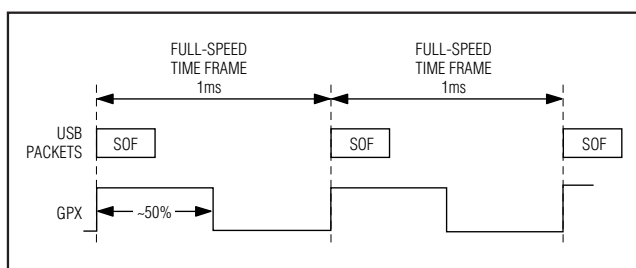 FULL-SPEED
TIME FRAME
1ms
FULL-SPEED
TIME FRAME
1ms
USB
PACKETS
SOF
SOF
SOF
GPX
~50%